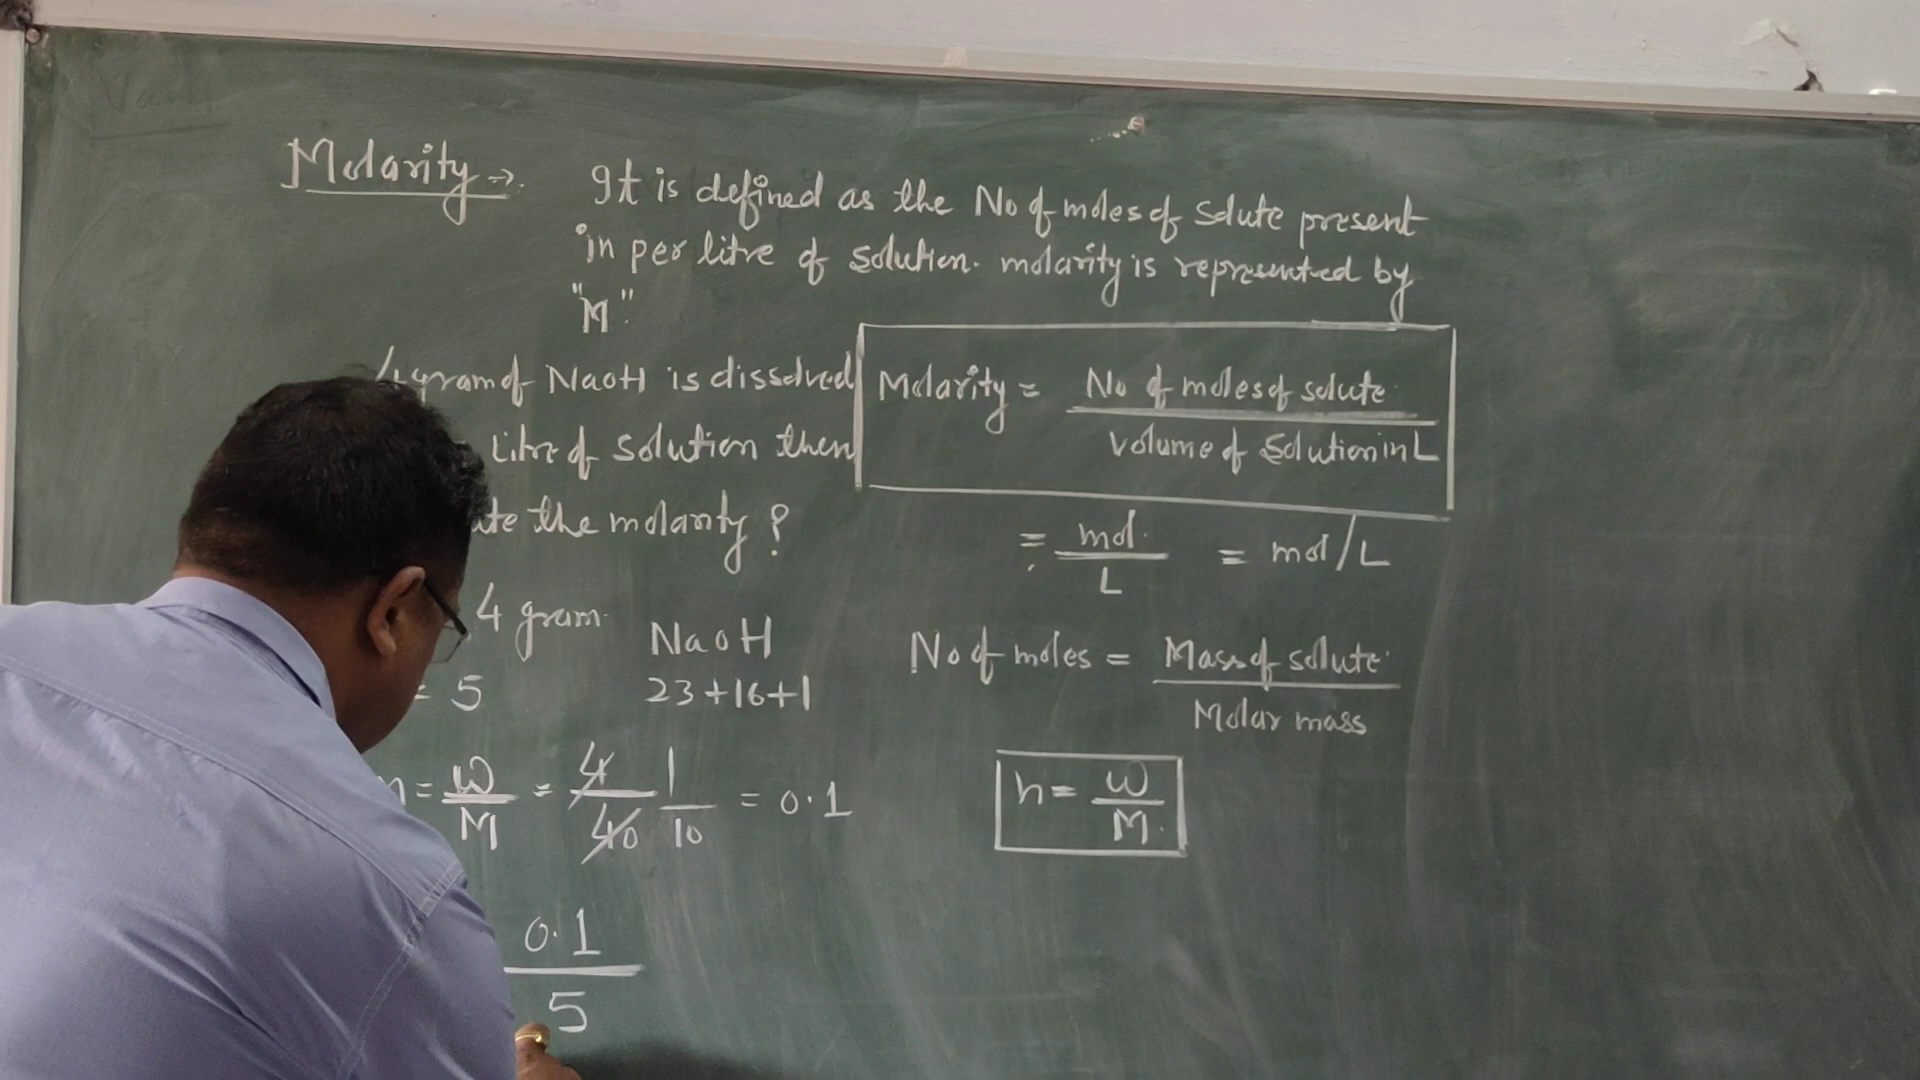 Molarity → It is defined as the No of moles of solute present
in per litre of solution. molarity is represented by
"M".
4 gram of NaOH is dissolved
Litre of solution then
the molarity ?
Molarity = No of moles of solute / Volume of Solution in L
= mol / L = mol/L
4 gram
= 5
NaOH
23+16+1
No of moles = Mass of solute / Molar mass
n = W/M = 4/40 1/10 = 0.1
n = W/M
0.1
5